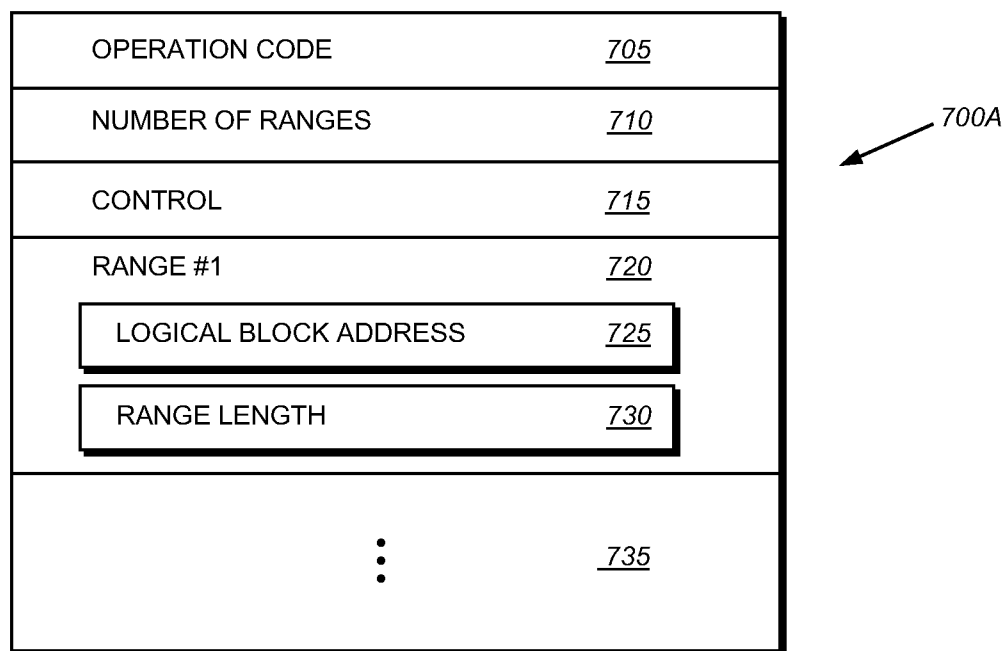 OPERATION CODE 705
NUMBER OF RANGES 710
700A
CONTROL 715
RANGE #1 720
LOGICAL BLOCK ADDRESS 725
RANGE LENGTH 730
735